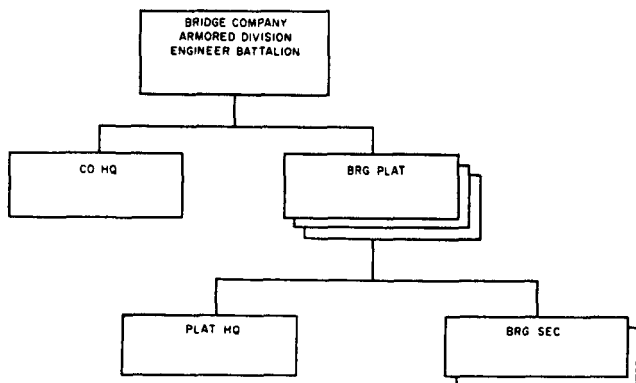 BRIDGE COMPANY
ARMORED DIVISION
ENGINEER BATTALION
CO HQ
BRG PLAT
PLAT HQ
BRG SEC